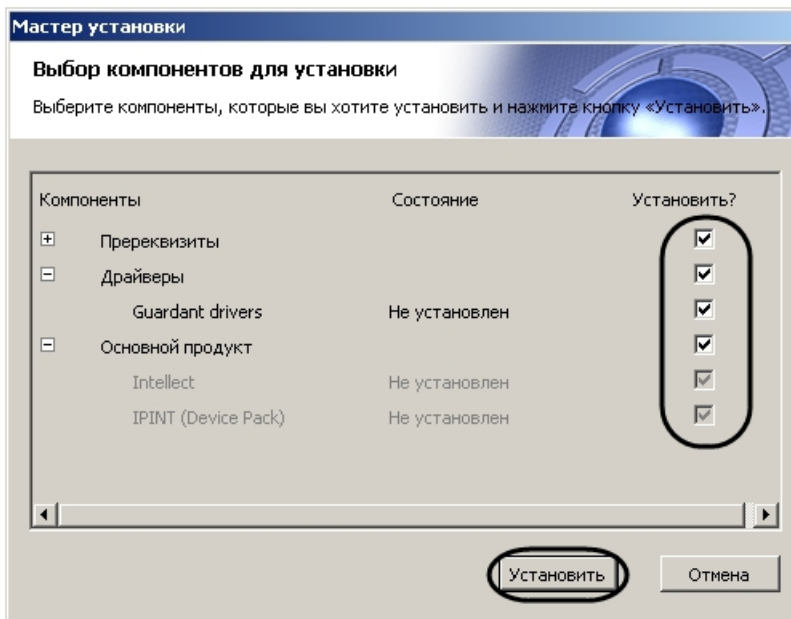 Мастер установки
Выбор компонентов для установки
Выберите компоненты, которые вы хотите установить и нажмите кнопку «Установить».
Компоненты Состояние Установить?
Пререквизиты
Драйверы
Guardant drivers Не установлен
Основной продукт
Intellect Не установлен
IPINT (Device Pack) Не установлен
Установить Отмена